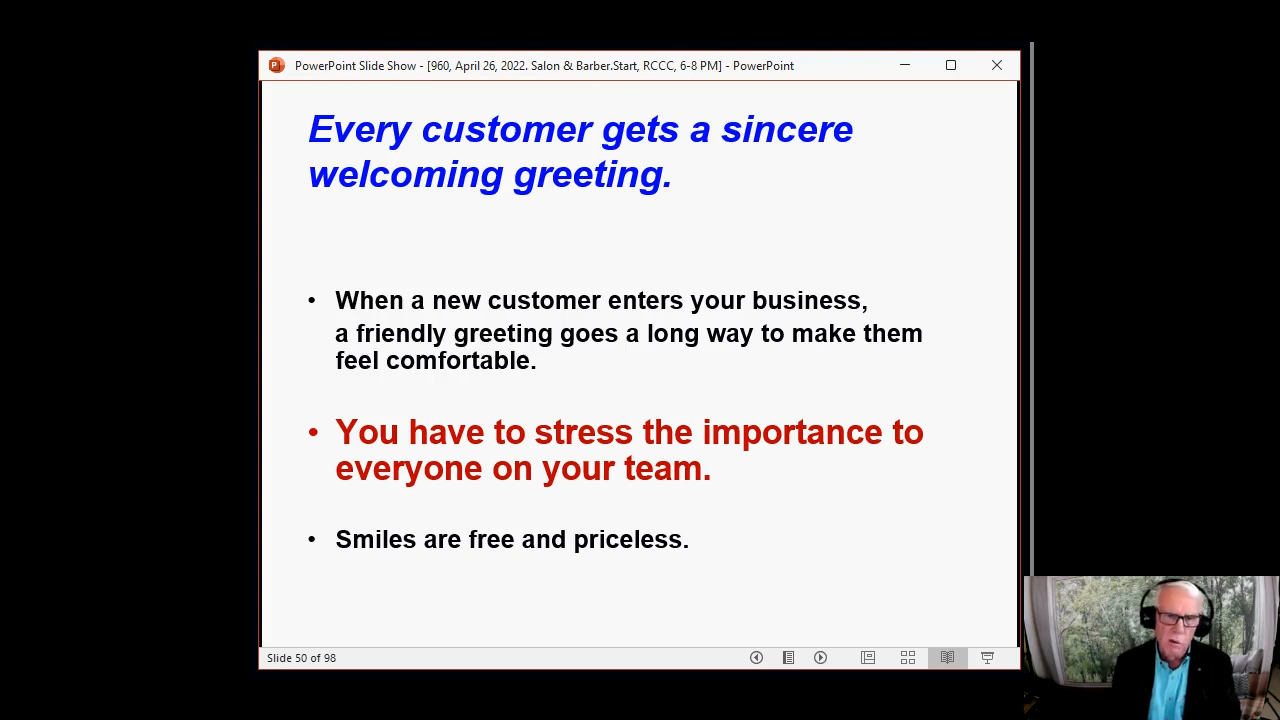 PowerPoint Slide Show - [960, April 26, 2022. Salon & Barber.Start, RCCC, 6-8 PM] - PowerPoint
Every customer gets a sincere
welcoming greeting.
• When a new customer enters your business,
a friendly greeting goes a long way to make them
feel comfortable.
• You have to stress the importance to
everyone on your team.
• Smiles are free and priceless.
Slide 50 of 98